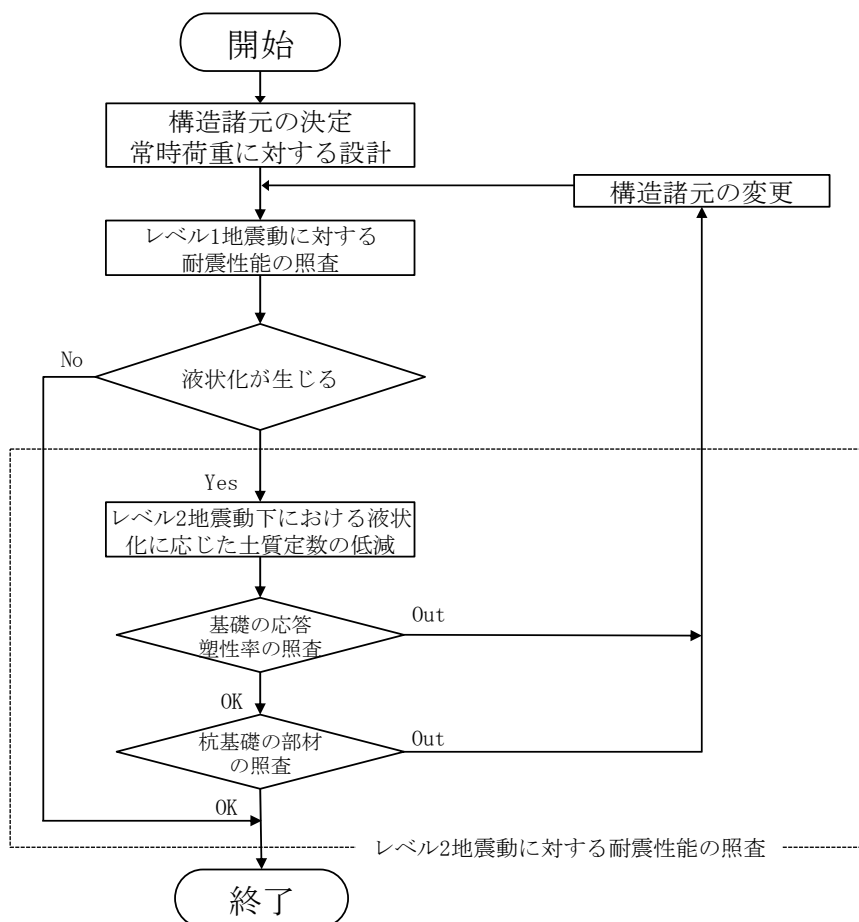 開始
構造諸元の決定
常時荷重に対する設計
構造諸元の変更
レベル1地震動に対する
耐震性能の照査
No
液状化が生じる
Yes
レベル2地震動下における液状
化に応じた土質定数の低減
基礎の応答
塑性率の照査
Out
OK
杭基礎の部材
の照査
Out
OK
レベル2地震動に対する耐震性能の照査
終了